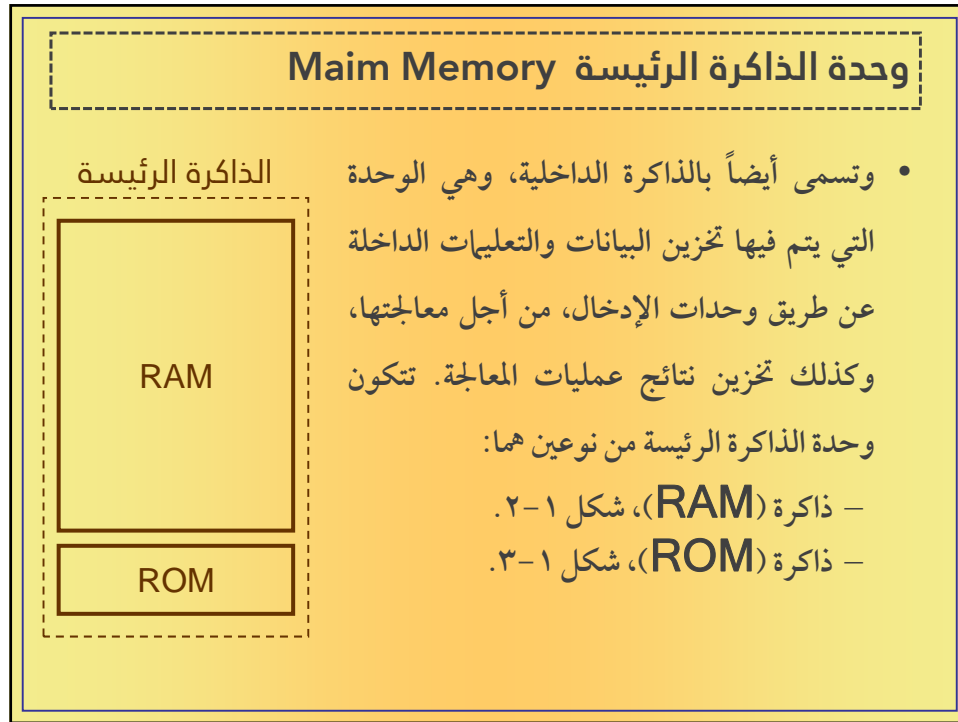 وحدة الذاكرة الرئيسة Maim Memory
• وتسمى أيضاً بالذاكرة الداخلية، وهي الوحدة
التي يتم فيها تخزين البيانات والتعليمات الداخلة
عن طريق وحدات الإدخال، من أجل معالجتها،
وكذلك تخزين نتائج عمليات المعالجة. تتكون
وحدة الذاكرة الرئيسة من نوعين هما:
– ذاكرة (RAM)، شكل ١-٢.
– ذاكرة (ROM)، شكل ١-٣.
الذاكرة الرئيسة
RAM
ROM